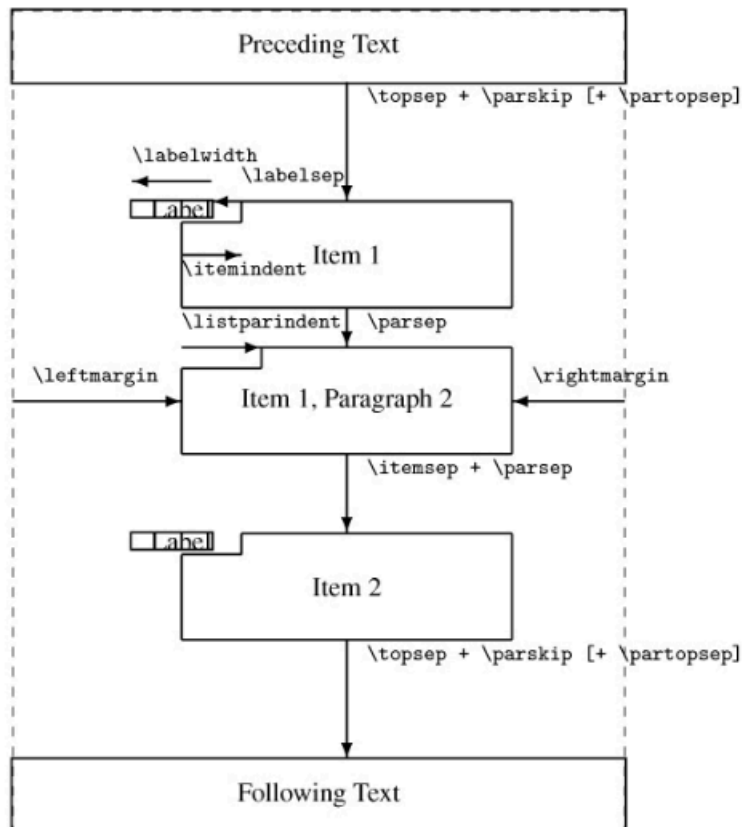 Preceding Text
\topsep + \parskip [+ \partopsep]
\labelwidth
\labelsep
Label
Item 1
\itemindent
\listparindent
\parsep
\leftmargin
Item 1, Paragraph 2
\rightmargin
\itemsep + \parsep
Label
Item 2
\topsep + \parskip [+ \partopsep]
Following Text